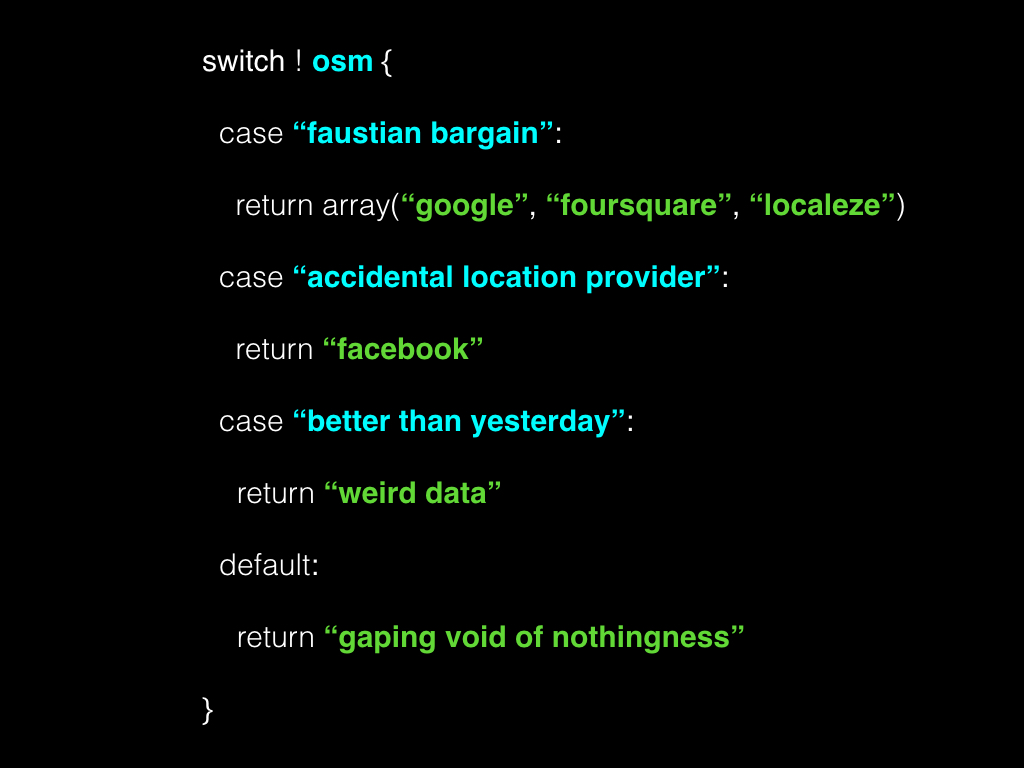 switch ! osm {
case “faustian bargain”:
return array(“google”, “foursquare”, “localeze”)
case “accidental location provider”:
return “facebook”
case “better than yesterday”:
return “weird data”
default:
return “gaping void of nothingness”
}